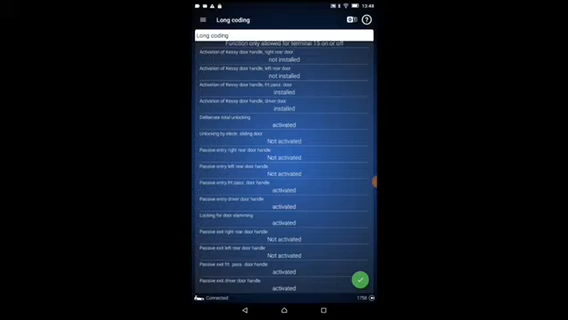 13:49
Long coding
Long coding
Function only allowed for terminal 15 on or off
Activation of Kessy door handle, right rear door
not installed
Activation of Kessy door handle, left rear door
not installed
Activation of Kessy door handle, frt pass. door
installed
Activation of Kessy door handle, driver door
installed
Deliberate total unlocking
activated
Unlocking by electr. sliding door
Not activated
Passive entry right rear door handle
Not activated
Passive entry left rear door handle
Not activated
Passive entry frt pass. door handle
activated
Passive entry driver door handle
activated
Locking for door slamming
activated
Passive exit right rear door handle
Not activated
Passive exit left rear door handle
Not activated
Passive exit frt. pass. door handle
activated
Passive exit driver door handle
activated
Connected